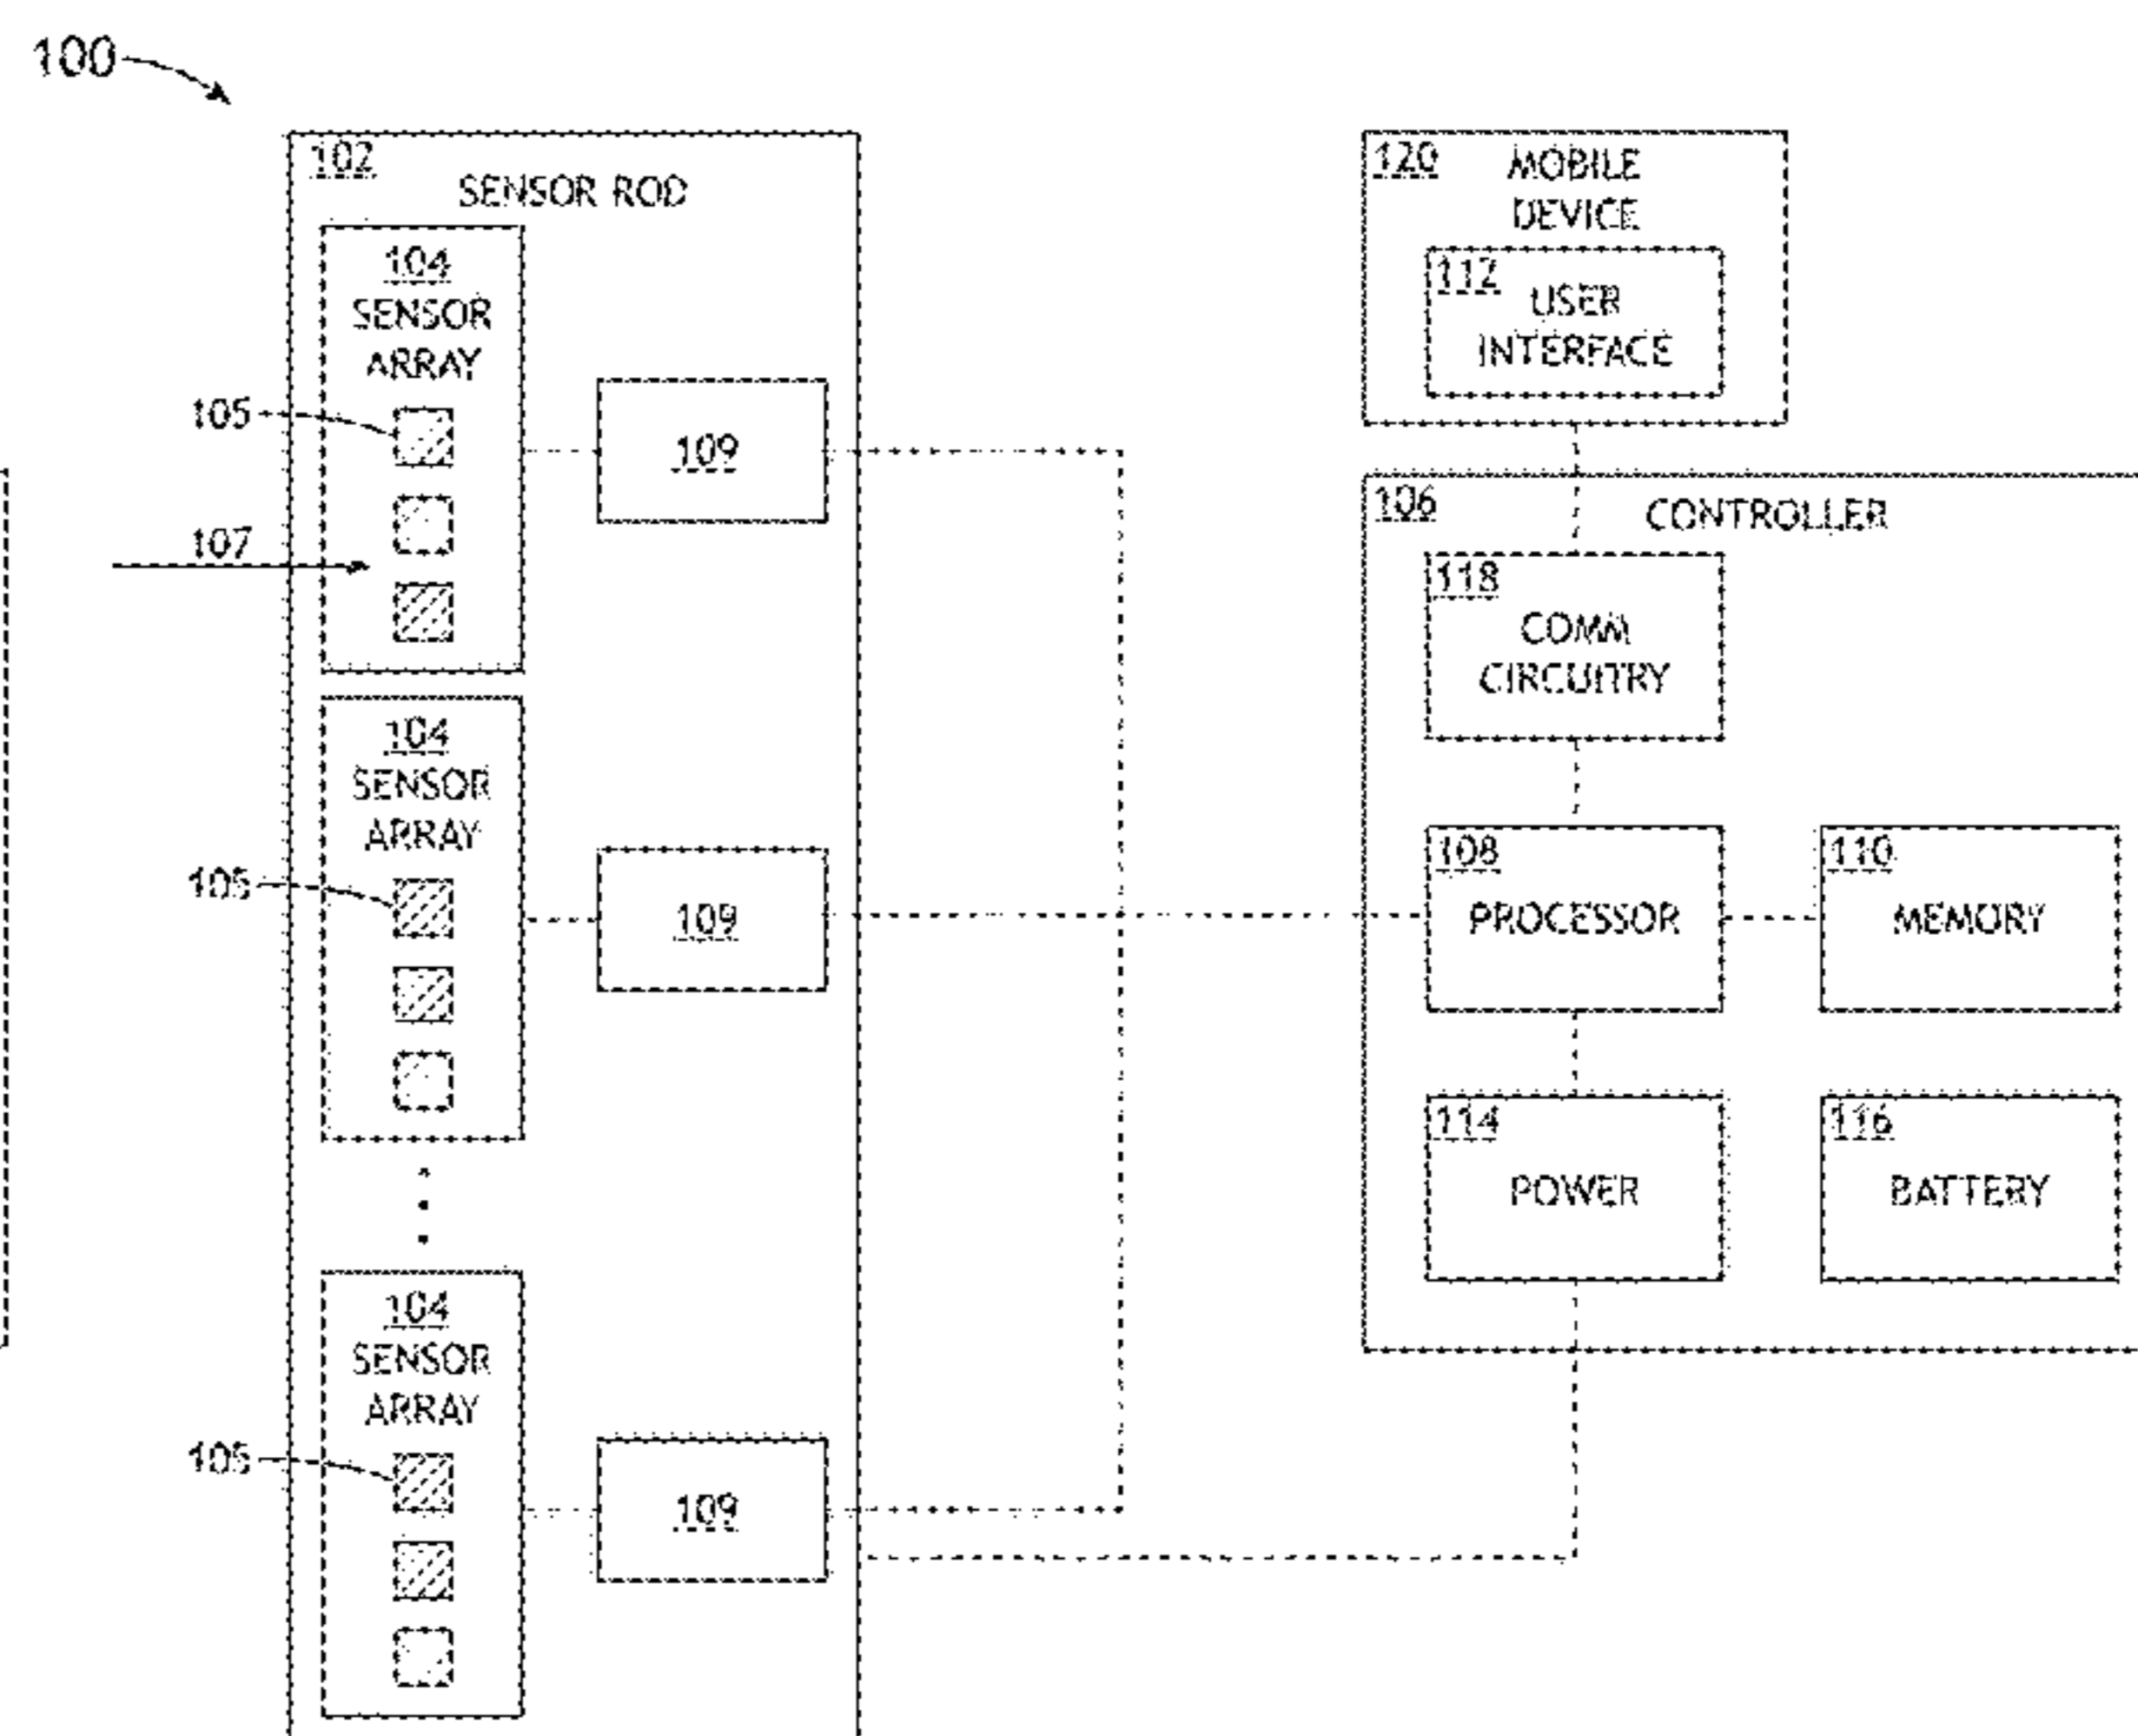 100
102
SENSOR ROD
104
SENSOR
ARRAY
105
107
109
104
SENSOR
ARRAY
105
109
104
SENSOR
ARRAY
105
109
120
MOBILE
DEVICE
112
USER
INTERFACE
106
CONTROLLER
118
COMM
CIRCUITRY
108
PROCESSOR
110
MEMORY
114
POWER
116
BATTERY